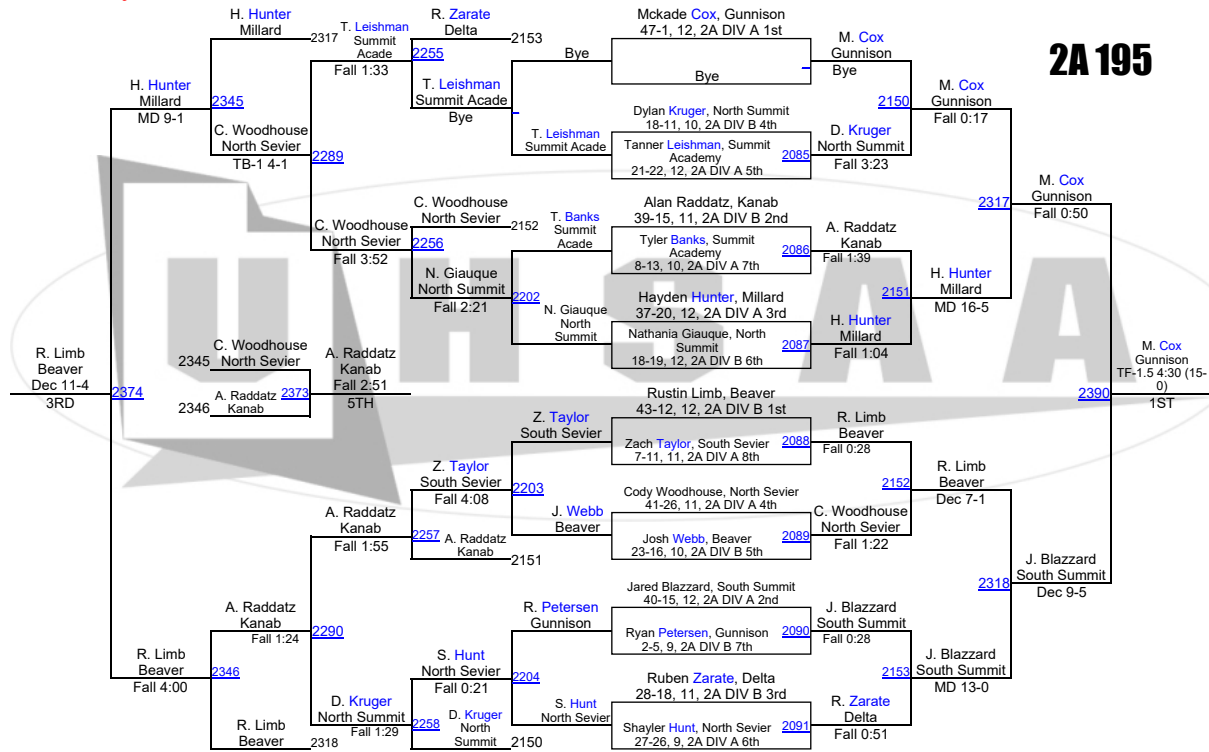 2A 195
H. Hunter
Millard
2317
T. Leishman
Summit
Acade
Fall 1:33
R. Zarate
Delta
2153
2255
T. Leishman
Summit Acade
Bye
Bye
T. Leishman
Summit Acade
Mckade Cox, Gunnison
47-1, 12, 2A DIV A 1st
Bye
M. Cox
Gunnison
Bye
Dylan Kruger, North Summit
18-11, 10, 2A DIV B 4th
Tanner Leishman, Summit
Academy
21-22, 12, 2A DIV A 5th
2085
D. Kruger
North Summit
Fall 3:23
2150
M. Cox
Gunnison
Fall 0:17
H. Hunter
Millard
MD 9-1
2345
C. Woodhouse
North Sevier
TB-1 4-1
2289
C. Woodhouse
North Sevier
Fall 3:52
C. Woodhouse
North Sevier
2152
2256
N. Giauque
North Summit
Fall 2:21
T. Banks
Summit
Acade
2202
N. Giauque
North
Summit
Alan Raddatz, Kanab
39-15, 11, 2A DIV B 2nd
Tyler Banks, Summit
Academy
8-13, 10, 2A DIV A 7th
2086
A. Raddatz
Kanab
Fall 1:39
Hayden Hunter, Millard
37-20, 12, 2A DIV A 3rd
Nathania Giauque, North
Summit
18-19, 12, 2A DIV B 6th
2087
H. Hunter
Millard
Fall 1:04
2151
H. Hunter
Millard
MD 16-5
2317
M. Cox
Gunnison
Fall 0:50
UHSAA
R. Limb
Beaver
Dec 11-4
3RD
2374
2345
C. Woodhouse
North Sevier
2346
A. Raddatz
Kanab
2373
A. Raddatz
Kanab
Fall 2:51
5TH
2390
M. Cox
Gunnison
TF-1.5 4:30 (15-
0)
1ST
Z. Taylor
South Sevier
Rustin Limb, Beaver
43-12, 12, 2A DIV B 1st
Zach Taylor, South Sevier
7-11, 11, 2A DIV A 8th
2088
R. Limb
Beaver
Fall 0:28
Z. Taylor
South Sevier
Fall 4:08
2203
J. Webb
Beaver
Cody Woodhouse, North Sevier
41-26, 11, 2A DIV A 4th
Josh Webb, Beaver
23-16, 10, 2A DIV B 5th
2089
C. Woodhouse
North Sevier
Fall 1:22
2152
R. Limb
Beaver
Dec 7-1
A. Raddatz
Kanab
Fall 1:55
2257
A. Raddatz
Kanab
2151
2318
J. Blazzard
South Summit
Dec 9-5
A. Raddatz
Kanab
Fall 1:24
2290
R. Petersen
Gunnison
Jared Blazzard, South Summit
40-15, 12, 2A DIV A 2nd
Ryan Petersen, Gunnison
2-5, 9, 2A DIV B 7th
2090
J. Blazzard
South Summit
Fall 0:28
R. Limb
Beaver
Fall 4:00
2346
S. Hunt
North Sevier
Fall 0:21
2204
S. Hunt
North Sevier
Ruben Zarate, Delta
28-18, 11, 2A DIV B 3rd
Shayler Hunt, North Sevier
27-26, 9, 2A DIV A 6th
2091
R. Zarate
Delta
Fall 0:51
2153
J. Blazzard
South Summit
MD 13-0
D. Kruger
North Summit
Fall 1:29
2258
D. Kruger
North
Summit
2150
R. Limb
Beaver
2318